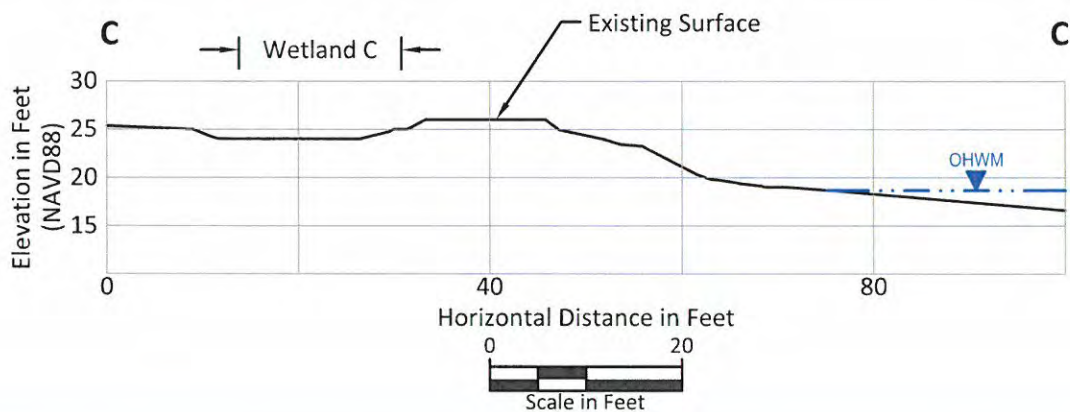 C
C
Wetland C
Existing Surface
Elevation in Feet
(NAVD88)
30
25
20
15
OHWM
0
40
80
Horizontal Distance in Feet
0
20
Scale in Feet